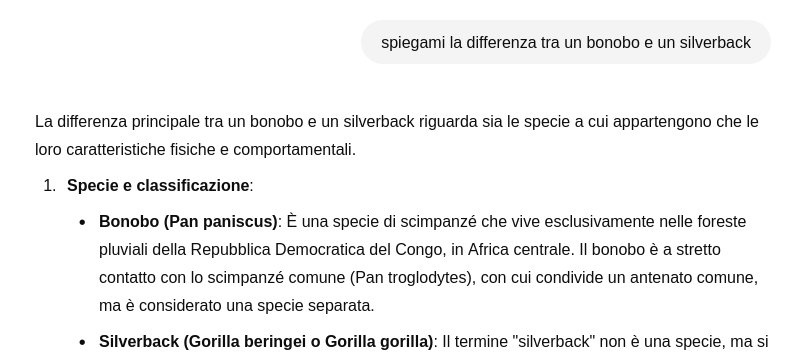 spiegami la differenza tra un bonobo e un silverback
La differenza principale tra un bonobo e un silverback riguarda sia le specie a cui appartengono che le
loro caratteristiche fisiche e comportamentali.
1. Specie e classificazione:
• Bonobo (Pan paniscus): È una specie di scimpanzé che vive esclusivamente nelle foreste
pluviali della Repubblica Democratica del Congo, in Africa centrale. Il bonobo è a stretto
contatto con lo scimpanzé comune (Pan troglodytes), con cui condivide un antenato comune,
ma è considerato una specie separata.
• Silverback (Gorilla beringei o Gorilla gorilla): Il termine "silverback" non è una specie, ma si